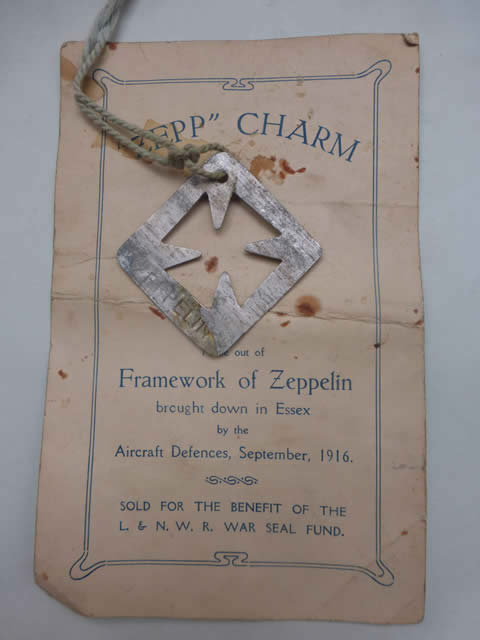 "ZEPP" CHARM
out of
Framework of Zeppelin
brought down in Essex
by the
Aircraft Defences, September, 1916.
SOLD FOR THE BENEFIT OF THE
L. & N. W. R. WAR SEAL FUND.